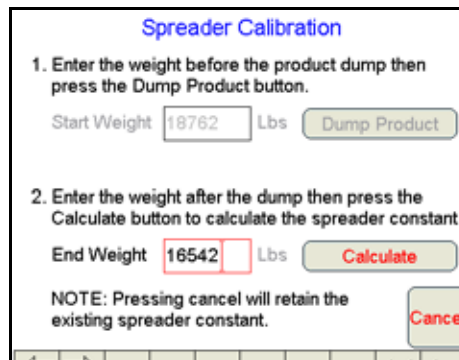 Spreader Calibration
1. Enter the weight before the product dump then
press the Dump Product button.
Start Weight 18762 Lbs Dump Product
2. Enter the weight after the dump then press the
Calculate button to calculate the spreader constant
End Weight 16542 Lbs Calculate
NOTE: Pressing cancel will retain the
existing spreader constant.
Cance